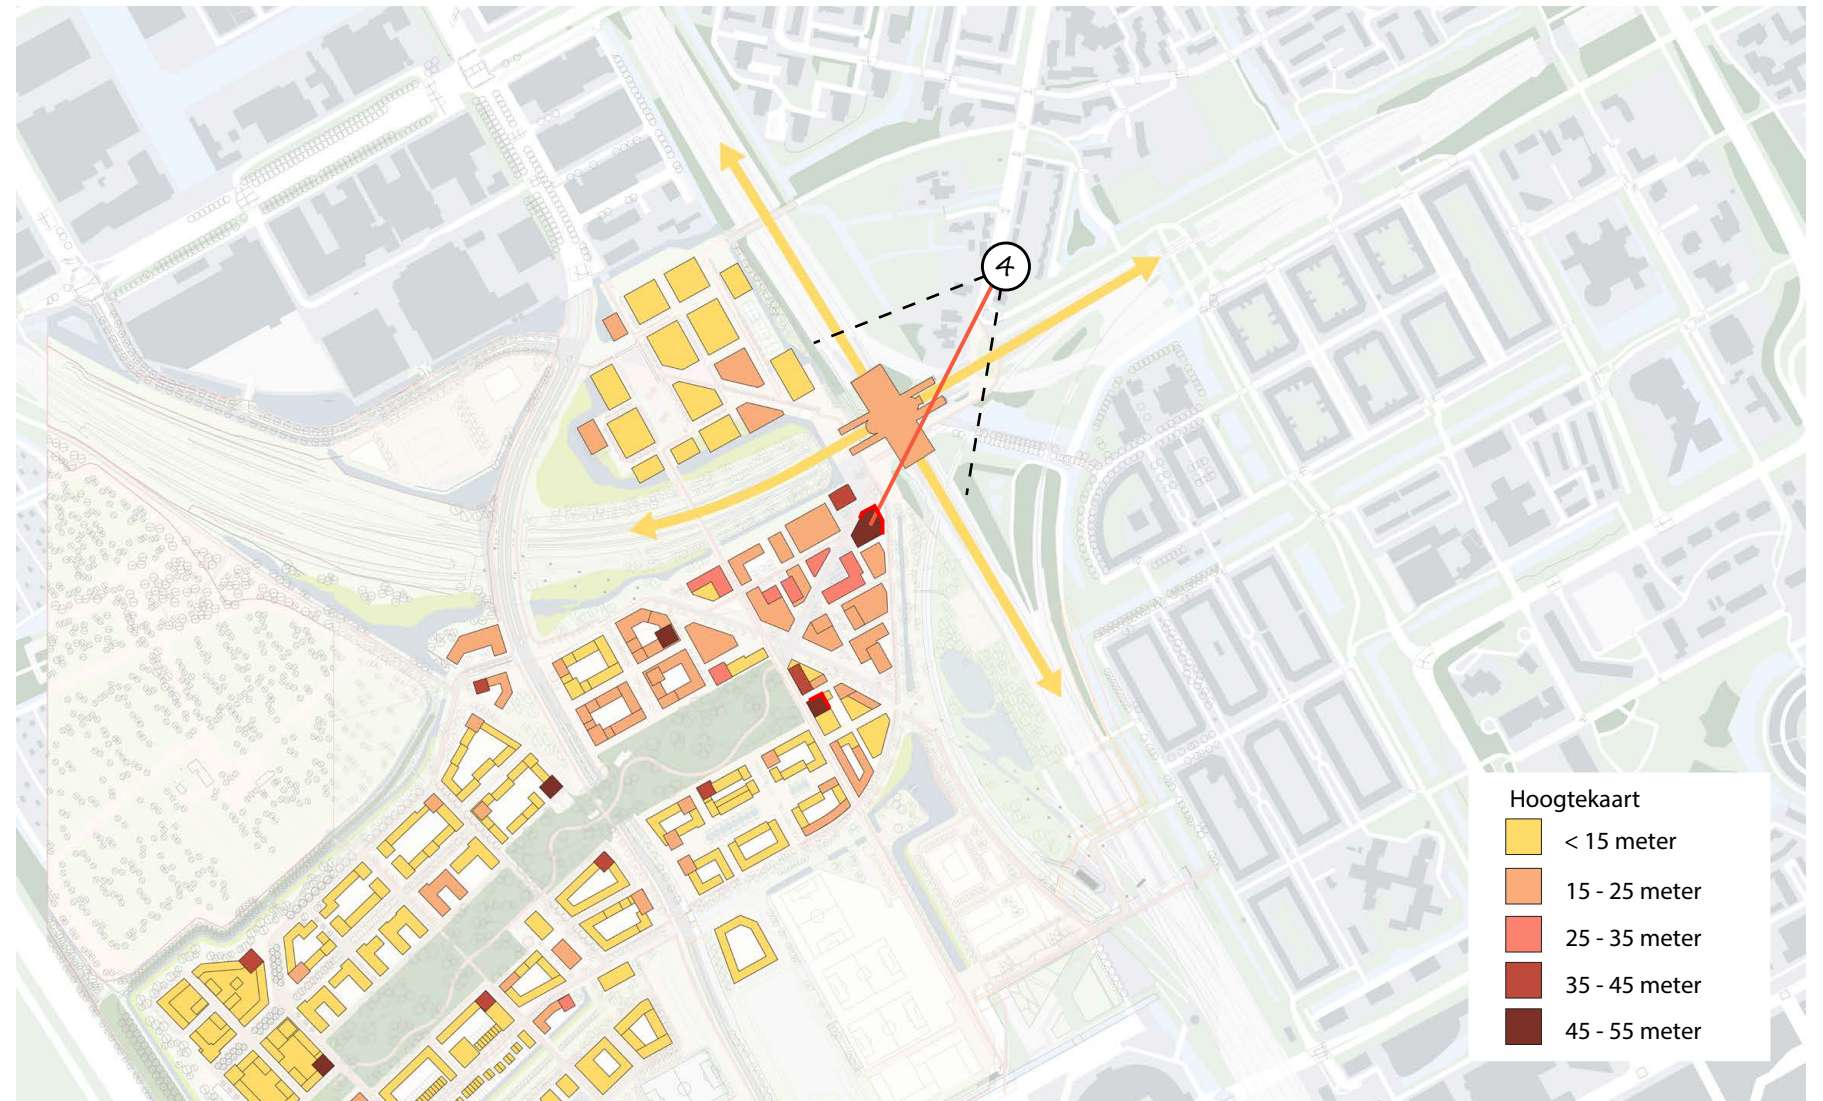 4
Hoogtekaart
< 15 meter
15 - 25 meter
25 - 35 meter
35 - 45 meter
45 - 55 meter